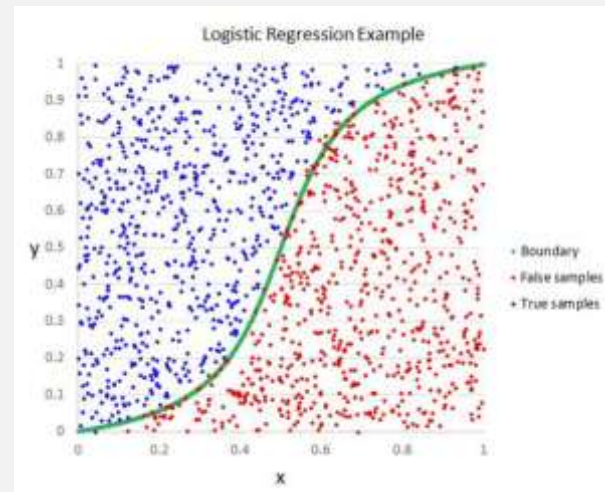 Logistic Regression Example
1
0.9
0.8
0.7
0.6
0.5
0.4
0.3
0.2
0.1
0
y
0
0.2
0.4
0.6
0.8
1
x
Boundary
False samples
True samples